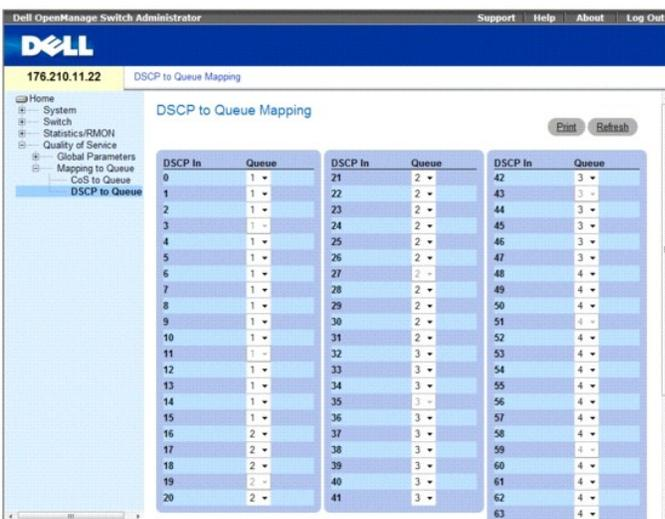 Dell OpenManage Switch Administrator
Support Help About Log Out
DELL
176.210.11.22
DSCP to Queue Mapping
Home
System
Switch
Statistics/RMON
Quality of Service
Global Parameters
Mapping to Queue
CoS to Queue
DSCP to Queue
DSCP to Queue Mapping
Print Refresh
DSCP In Queue DSCP In Queue DSCP In Queue
0 1 21 2 42 3
1 1 22 2 43 3
2 1 23 2 44 3
3 1 24 2 45 3
4 1 25 2 46 3
5 1 26 2 47 3
6 1 27 2 48 4
7 1 28 2 49 4
8 1 29 2 50 4
9 1 30 2 51 4
10 1 31 2 52 4
11 1 32 3 53 4
12 1 33 3 54 4
13 1 34 3 55 4
14 1 35 3 56 4
15 1 36 3 57 4
16 2 37 3 58 4
17 2 38 3 59 4
18 2 39 3 60 4
19 2 40 3 61 4
20 2 41 3 62 4
63 4